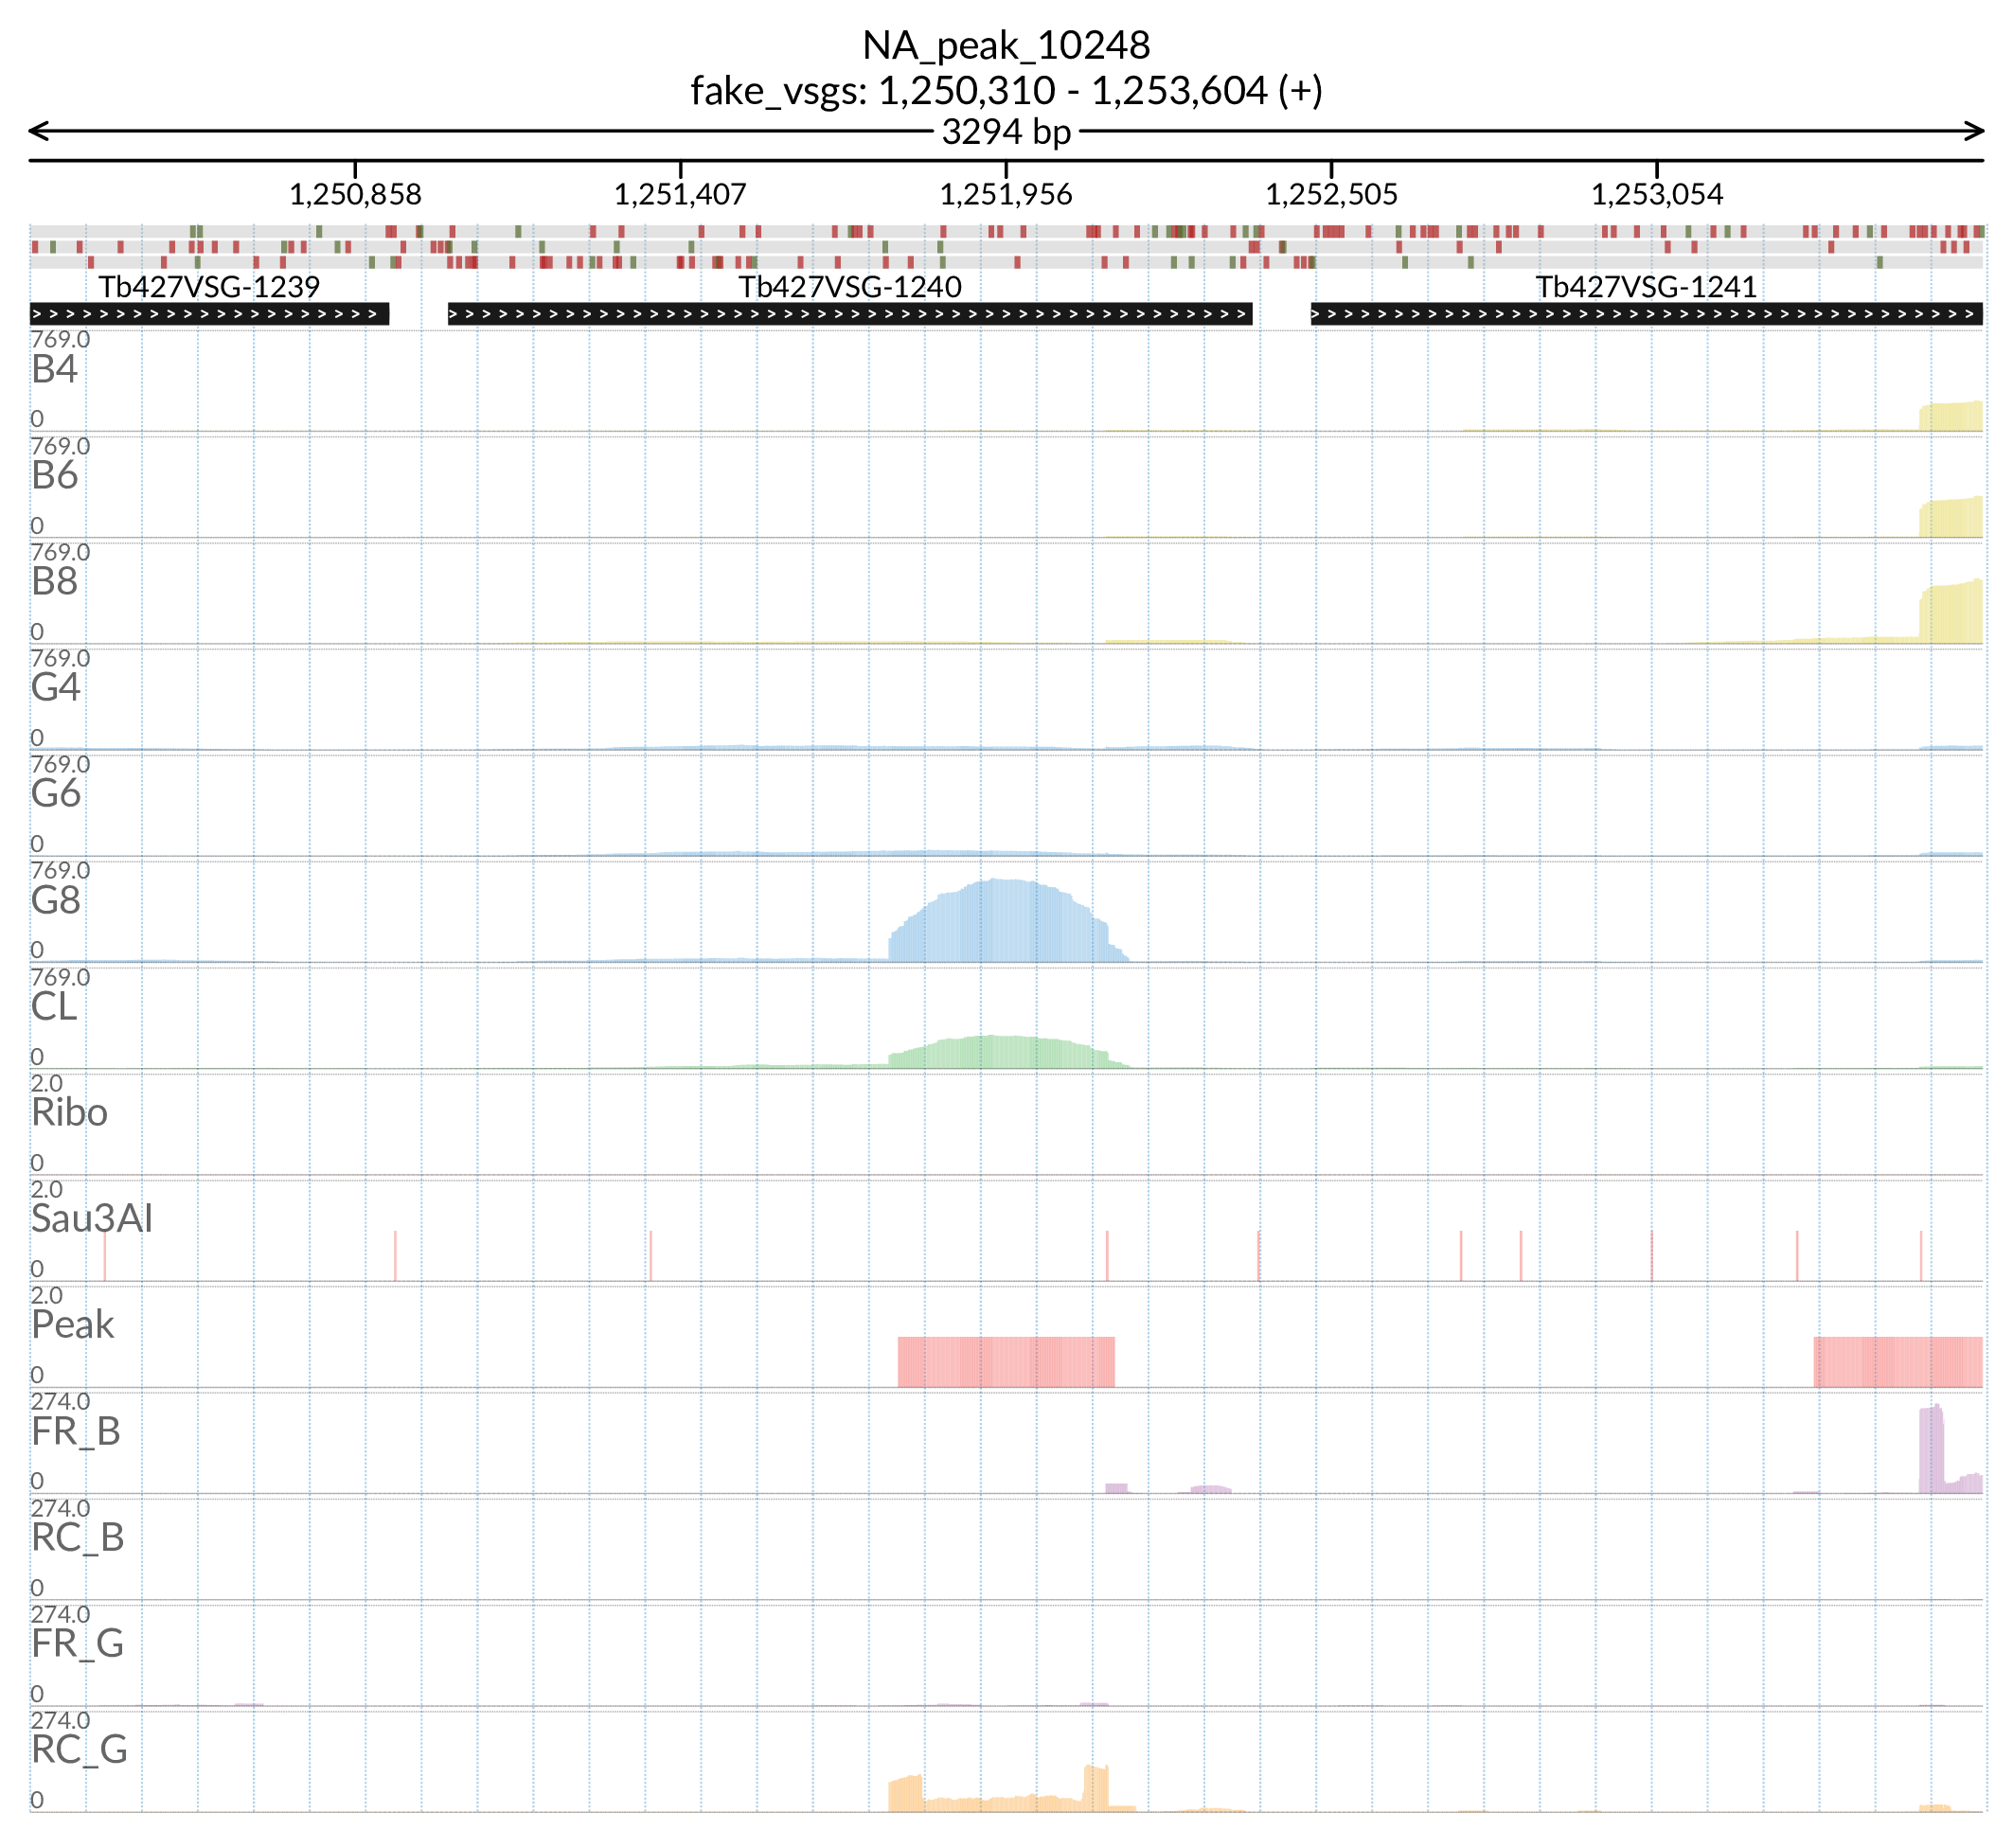 NA_peak_10248
fake_vsgs: 1,250,310 - 1,253,604 (+)
3294 bp
1,250,858 1,251,407 1,251,956 1,252,505 1,253,054
Tb427VSG-1239 Tb427VSG-1240 Tb427VSG-1241
769.0
B4
0
769.0
B6
0
769.0
B8
0
769.0
G4
0
769.0
G6
0
769.0
G8
0
769.0
CL
0
2.0
Ribo
0
2.0
Sau3AI
0
2.0
Peak
0
274.0
FR_B
0
274.0
RC_B
0
274.0
FR_G
0
274.0
RC_G
0